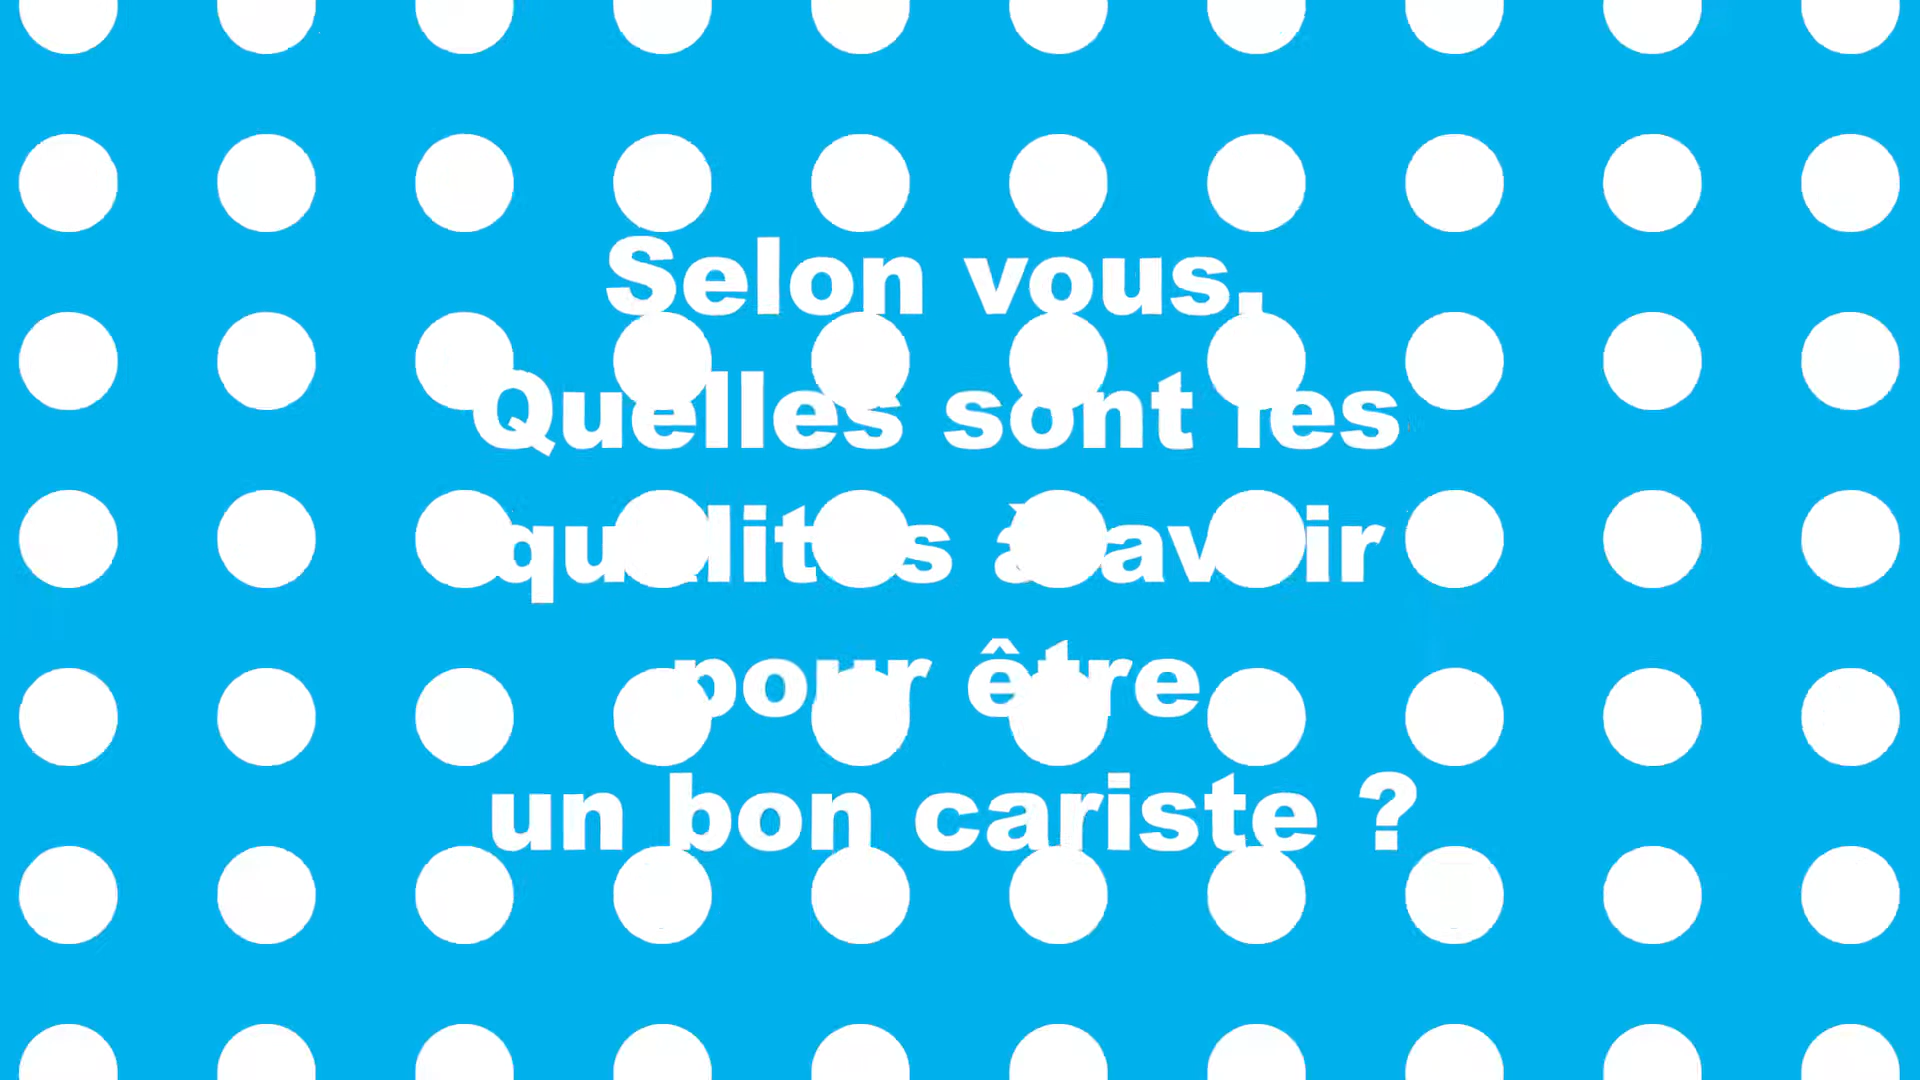 Selon vous,
Quelles sont les
qualités à avoir
pour être
un bon cariste ?